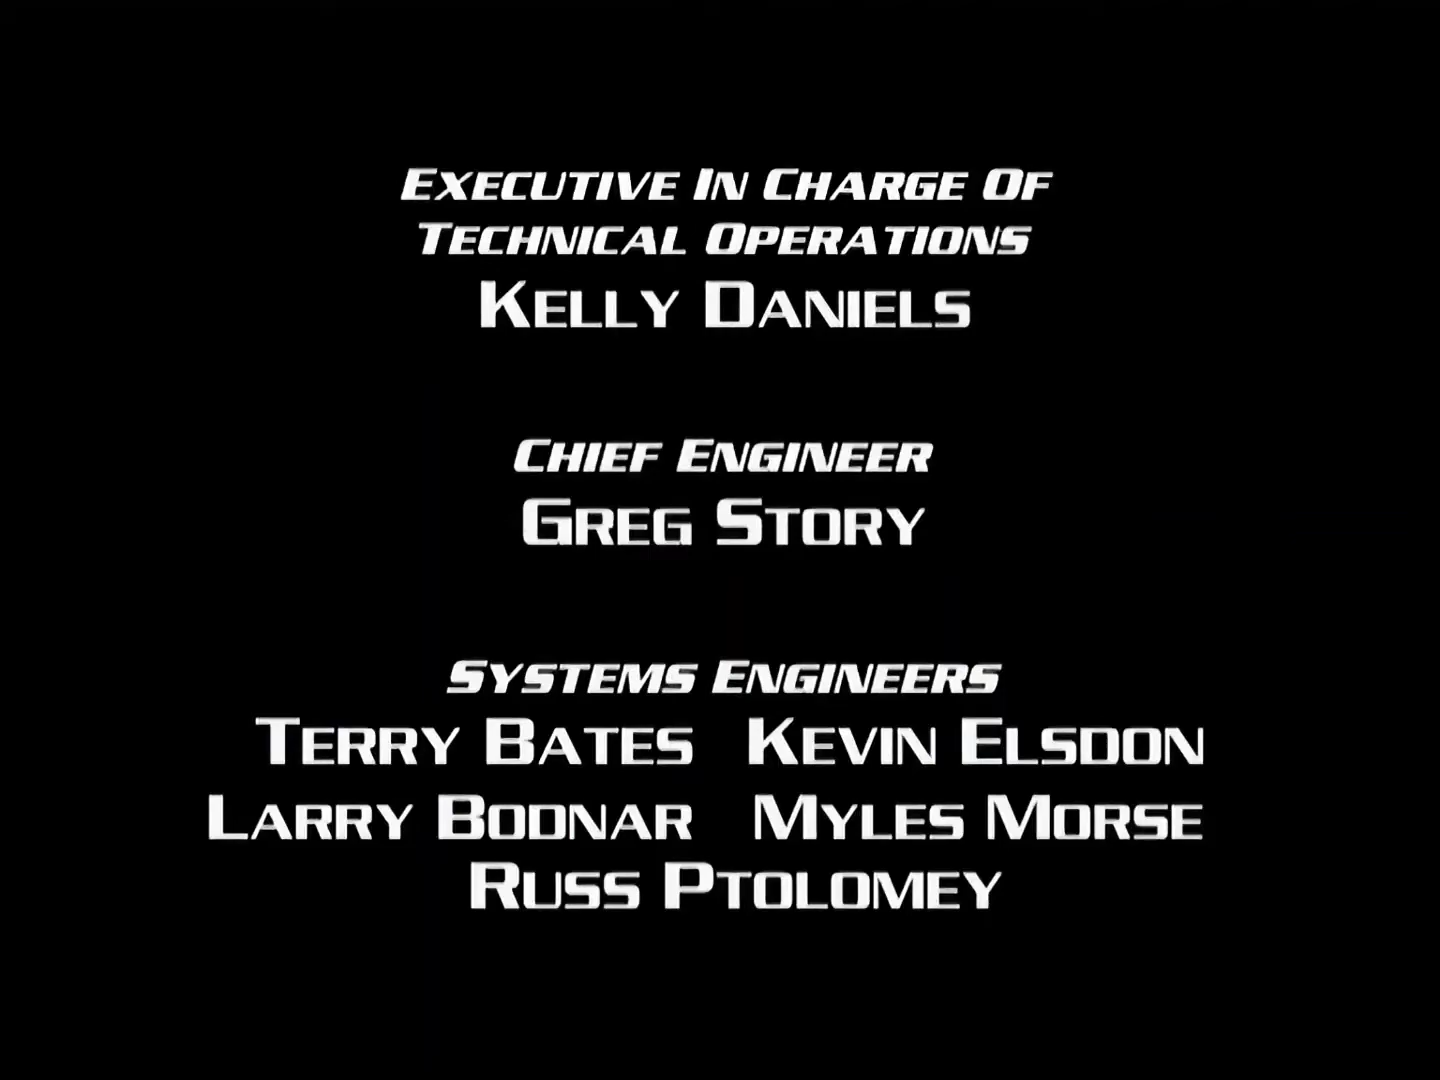 Executive In Charge Of
Technical Operations
Kelly Daniels
Chief Engineer
Greg Story
Systems Engineers
Terry Bates Kevin Elsdon
Larry Bodnar Myles Morse
Russ Ptolomey